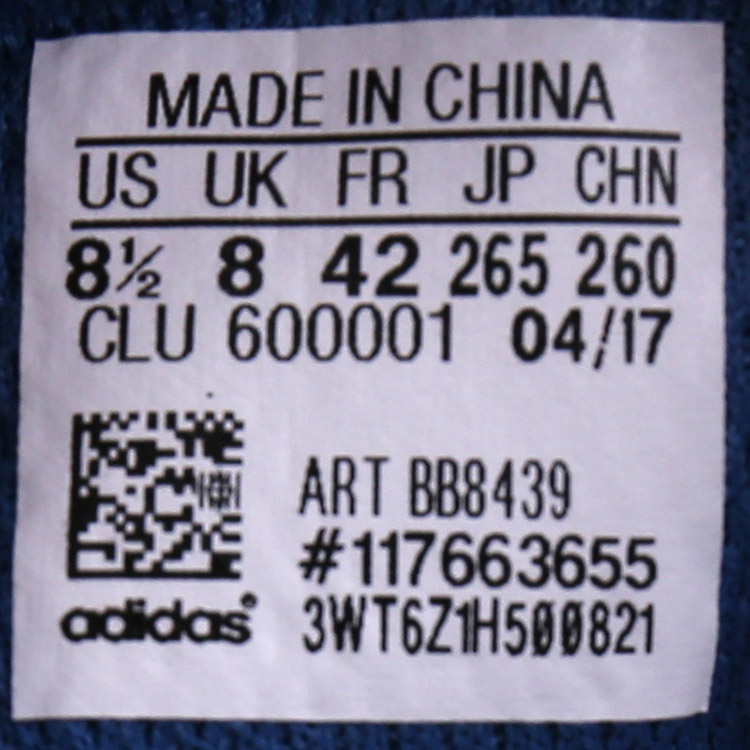 MADE IN CHINA
US UK FR JP CHN
8½ 8 42 265 260
CLU 600001 04/17
ART BB8439
#117663655
adidas®
3WT6Z1H500821